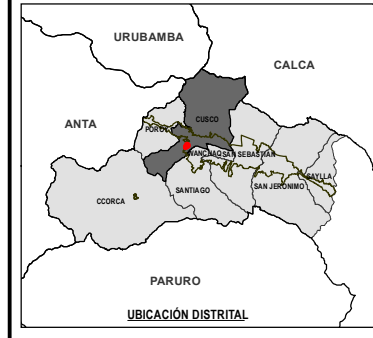 URUBAMBA
CALCA
ANTA
CUSCO
POROY
WANCHAQ
SAN SEBASTIAN
SAYLLA
SANTIAGO
SAN JERONIMO
CCORCA
PARURO
UBICACIÓN DISTRITAL